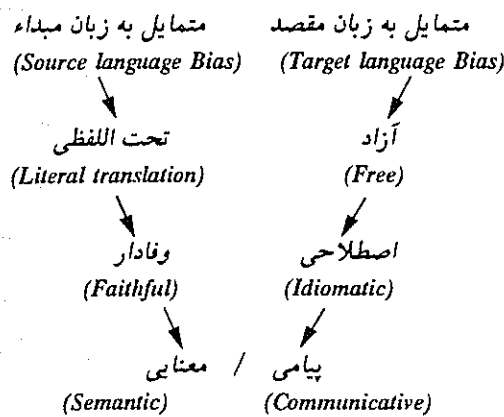 متمایل به زبان مقصد متمایل به زبان مبداء
(Source language Bias) (Target language Bias)
آزاد تحت اللفظی
(Literal translation) (Free)
اصطلاحی وفادار
(Faithful) (Idiomatic)
پیامی / معنایی
(Semantic) (Communicative)